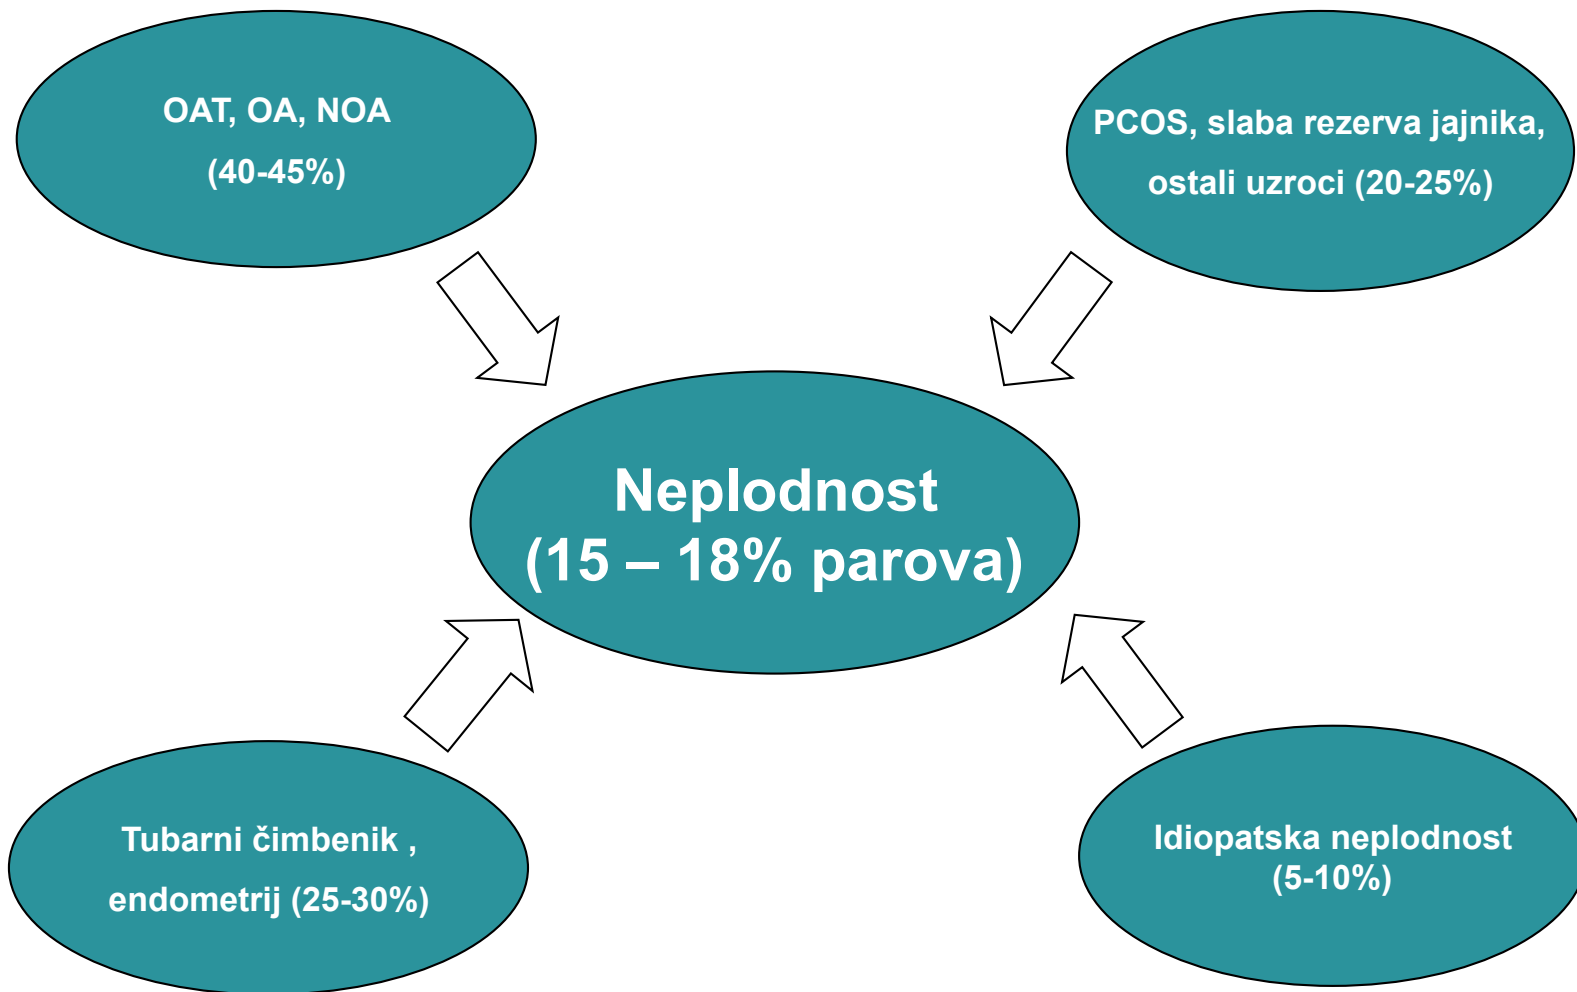 OAT, OA, NOA
(40-45%)
PCOS, slaba rezerva jajnika,
ostali uzroci (20-25%)
Neplodnost
(15 – 18% parova)
Tubarni čimbenik ,
endometrij (25-30%)
Idiopatska neplodnost
(5-10%)